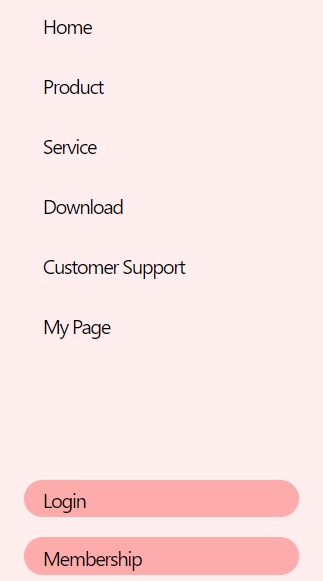 Home
Product
Service
Download
Customer Support
My Page
Login
Membership